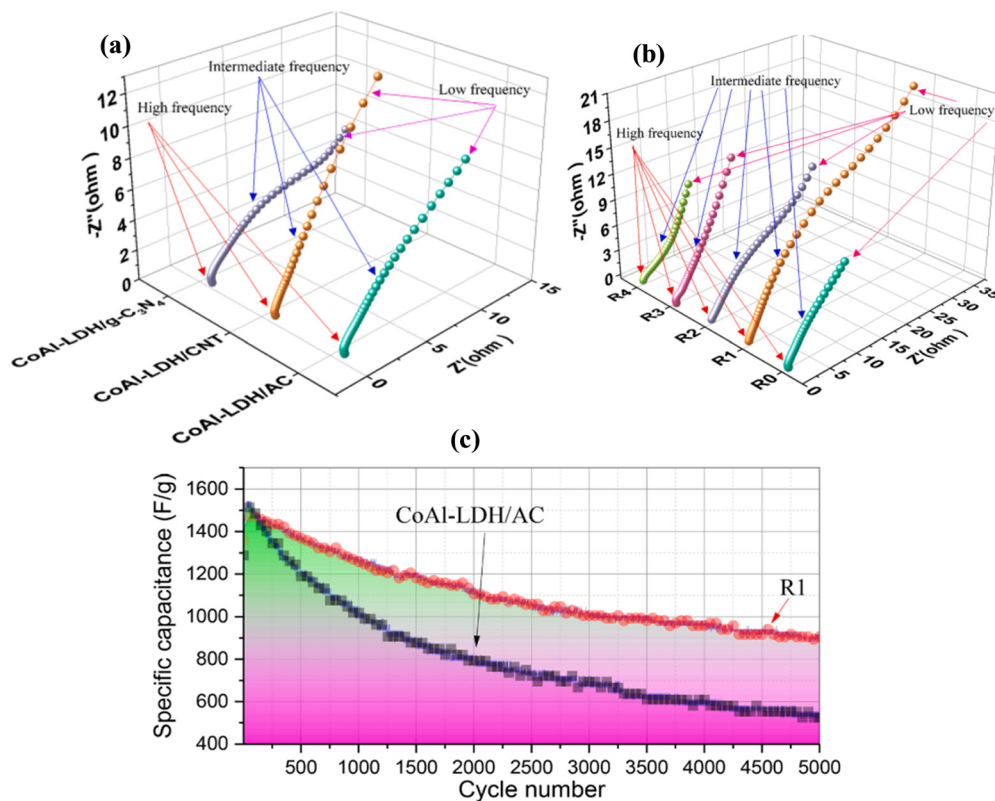 (a)
Intermediate frequency
High frequency
Low frequency
12
10
8
6
4
2
0
-Z''(ohm )
CoAl-LDH/g-C₃N₄
CoAl-LDH/CNT
CoAl-LDH/AC
0
5
10
15
Z'(ohm )
(b)
Intermediate frequency
High frequency
Low frequency
21
18
15
12
9
6
3
0
-Z''(ohm )
R4
R3
R2
R1
R0
0
5
10
15
20
25
30
35
Z'(ohm )
(c)
1600
1400
1200
1000
800
600
400
Specific capacitance (F/g)
CoAl-LDH/AC
R1
500 1000 1500 2000 2500 3000 3500 4000 4500 5000
Cycle number